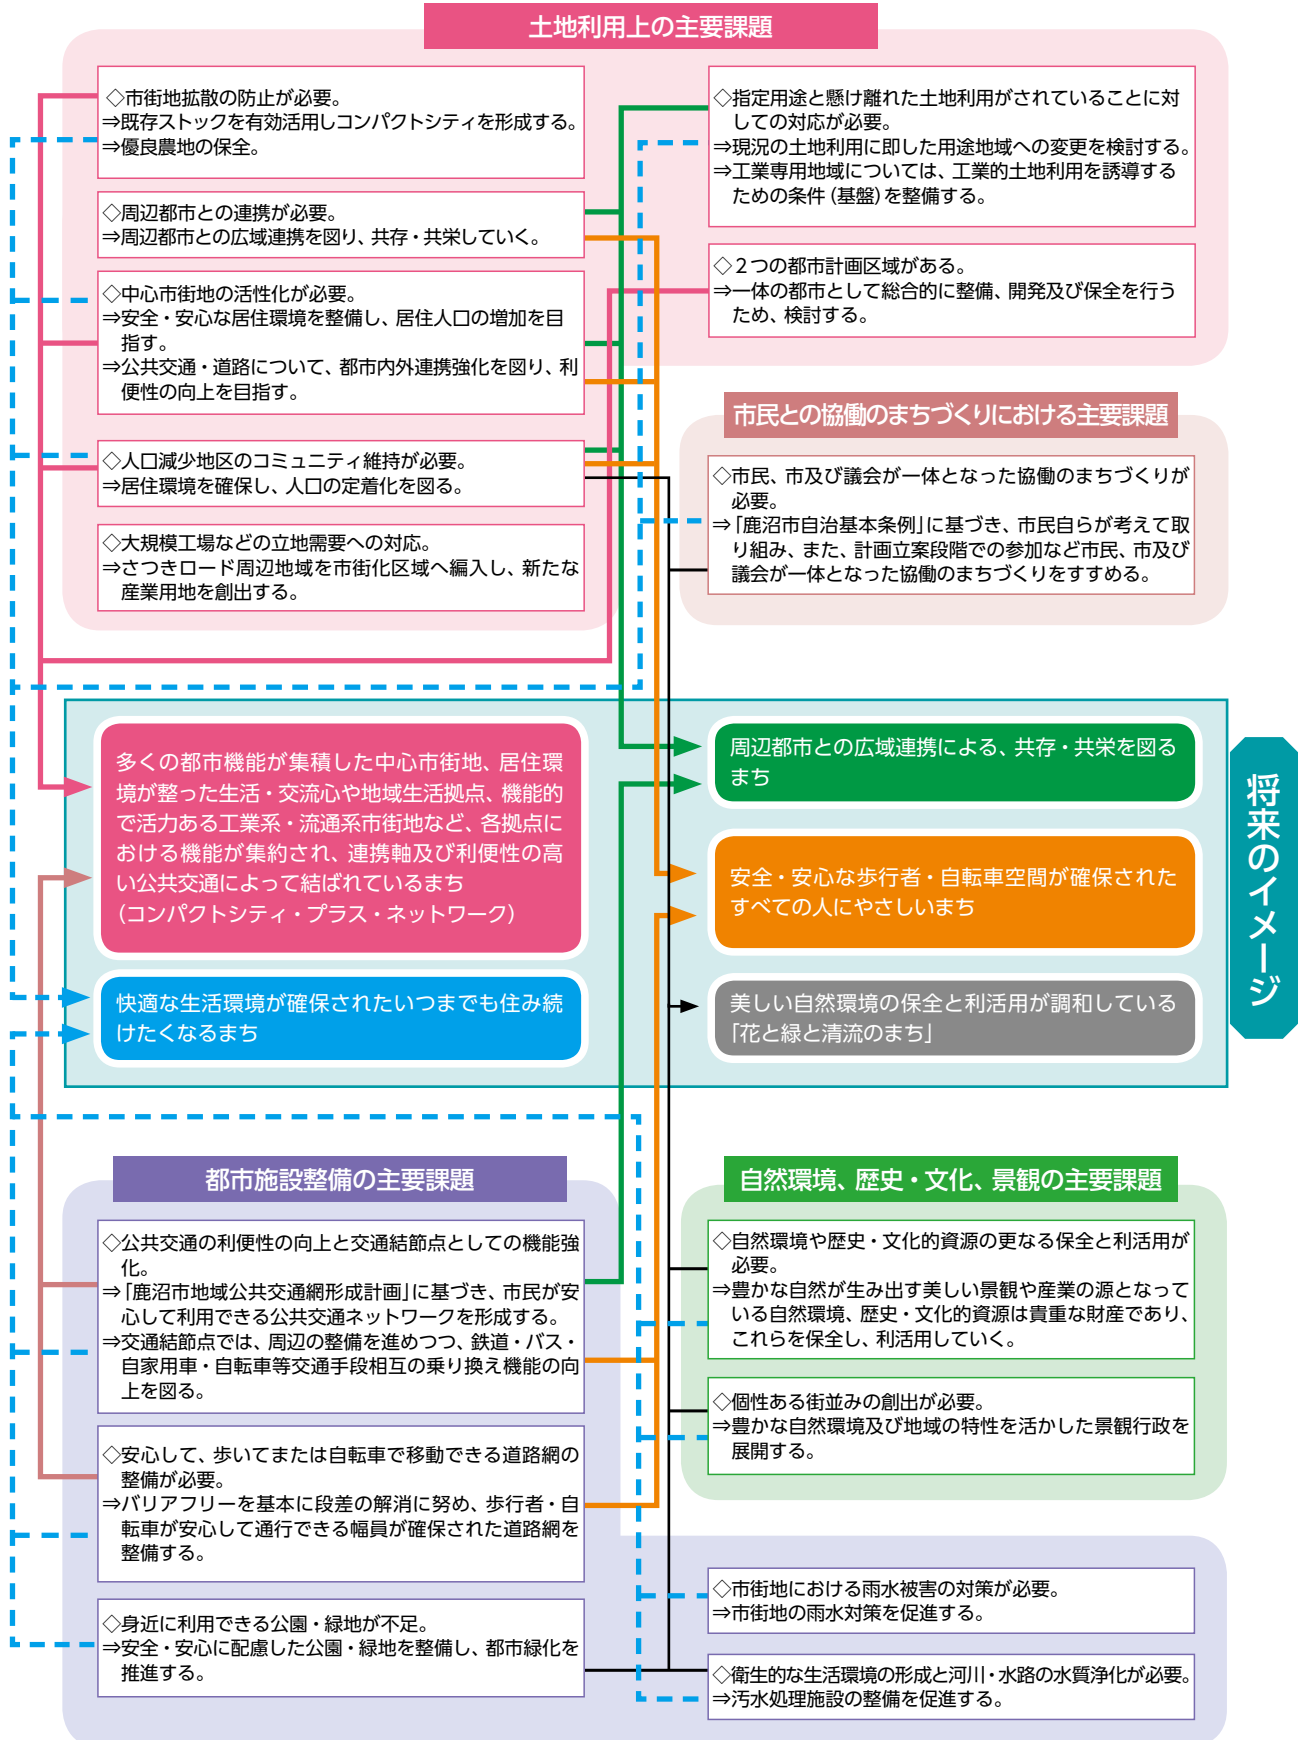 土地利用上の主要課題
◇市街地拡散の防止が必要。
⇒既存ストックを有効活用しコンパクトシティを形成する。
⇒優良農地の保全。
◇周辺都市との連携が必要。
⇒周辺都市との広域連携を図り、共存・共栄していく。
◇中心市街地の活性化が必要。
⇒安全・安心な居住環境を整備し、居住人口の増加を目
指す。
⇒公共交通・道路について、都市内外連携強化を図り、利
便性の向上を目指す。
◇人口減少地区のコミュニティ維持が必要。
⇒居住環境を確保し、人口の定着化を図る。
◇大規模工場などの立地需要への対応。
⇒さつきロード周辺地域を市街化区域へ編入し、新たな
産業用地を創出する。
◇指定用途と懸け離れた土地利用がされていることに対
しての対応が必要。
⇒現況の土地利用に即した用途地域への変更を検討する。
⇒工業専用地域については、工業的土地利用を誘導する
ための条件(基盤)を整備する。
◇２つの都市計画区域がある。
⇒一体の都市として総合的に整備、開発及び保全を行う
ため、検討する。
市民との協働のまちづくりにおける主要課題
◇市民、市及び議会が一体となった協働のまちづくりが
必要。
⇒「鹿沼市自治基本条例」に基づき、市民自らが考えて取
り組み、また、計画立案段階での参加など市民、市及び
議会が一体となった協働のまちづくりをすすめる。
多くの都市機能が集積した中心市街地、居住環
境が整った生活・交流心や地域生活拠点、機能的
で活力ある工業系・流通系市街地など、各拠点に
おける機能が集約され、連携軸及び利便性の高
い公共交通によって結ばれているまち
(コンパクトシティ・プラス・ネットワーク)
快適な生活環境が確保されたいつまでも住み続
けたくなるまち
周辺都市との広域連携による、共存・共栄を図る
まち
安全・安心な歩行者・自転車空間が確保された
すべての人にやさしいまち
美しい自然環境の保全と利活用が調和している
「花と緑と清流のまち」
将来のイメージ
都市施設整備の主要課題
◇公共交通の利便性の向上と交通結節点としての機能強
化。
⇒「鹿沼市地域公共交通網形成計画」に基づき、市民が安
心して利用できる公共交通ネットワークを形成する。
⇒交通結節点では、周辺の整備を進めつつ、鉄道・バス・
自家用車・自転車等交通手段相互の乗り換え機能の向
上を図る。
◇安心して、歩いてまたは自転車で移動できる道路網の
整備が必要。
⇒バリアフリーを基本に段差の解消に努め、歩行者・自
転車が安心して通行できる幅員が確保された道路網を
整備する。
◇身近に利用できる公園・緑地が不足。
⇒安全・安心に配慮した公園・緑地を整備し、都市緑化を
推進する。
自然環境、歴史・文化、景観の主要課題
◇自然環境や歴史・文化的資源の更なる保全と利活用が
必要。
⇒豊かな自然が生み出す美しい景観や産業の源となって
いる自然環境、歴史・文化的資源は貴重な財産であり、
これらを保全し、利活用していく。
◇個性ある街並みの創出が必要。
⇒豊かな自然環境及び地域の特性を活かした景観行政を
展開する。
◇市街地における雨水被害の対策が必要。
⇒市街地の雨水対策を促進する。
◇衛生的な生活環境の形成と河川・水路の水質浄化が必要。
⇒汚水処理施設の整備を促進する。